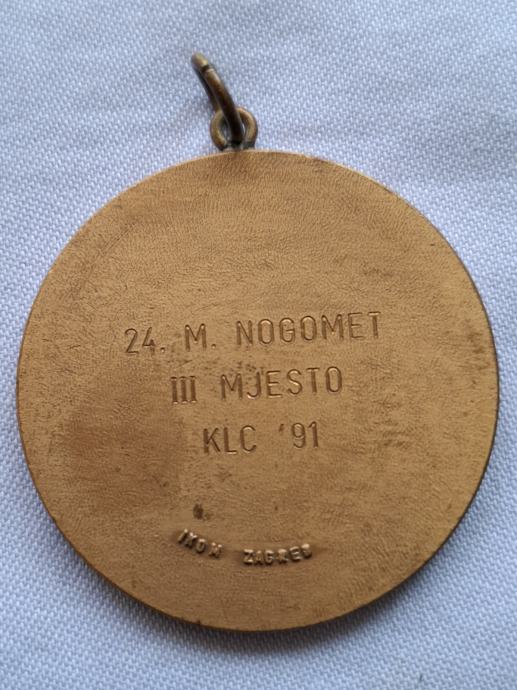 24. M. NOGOMET
III MJESTO
KLC '91
IKOM ZAGREB